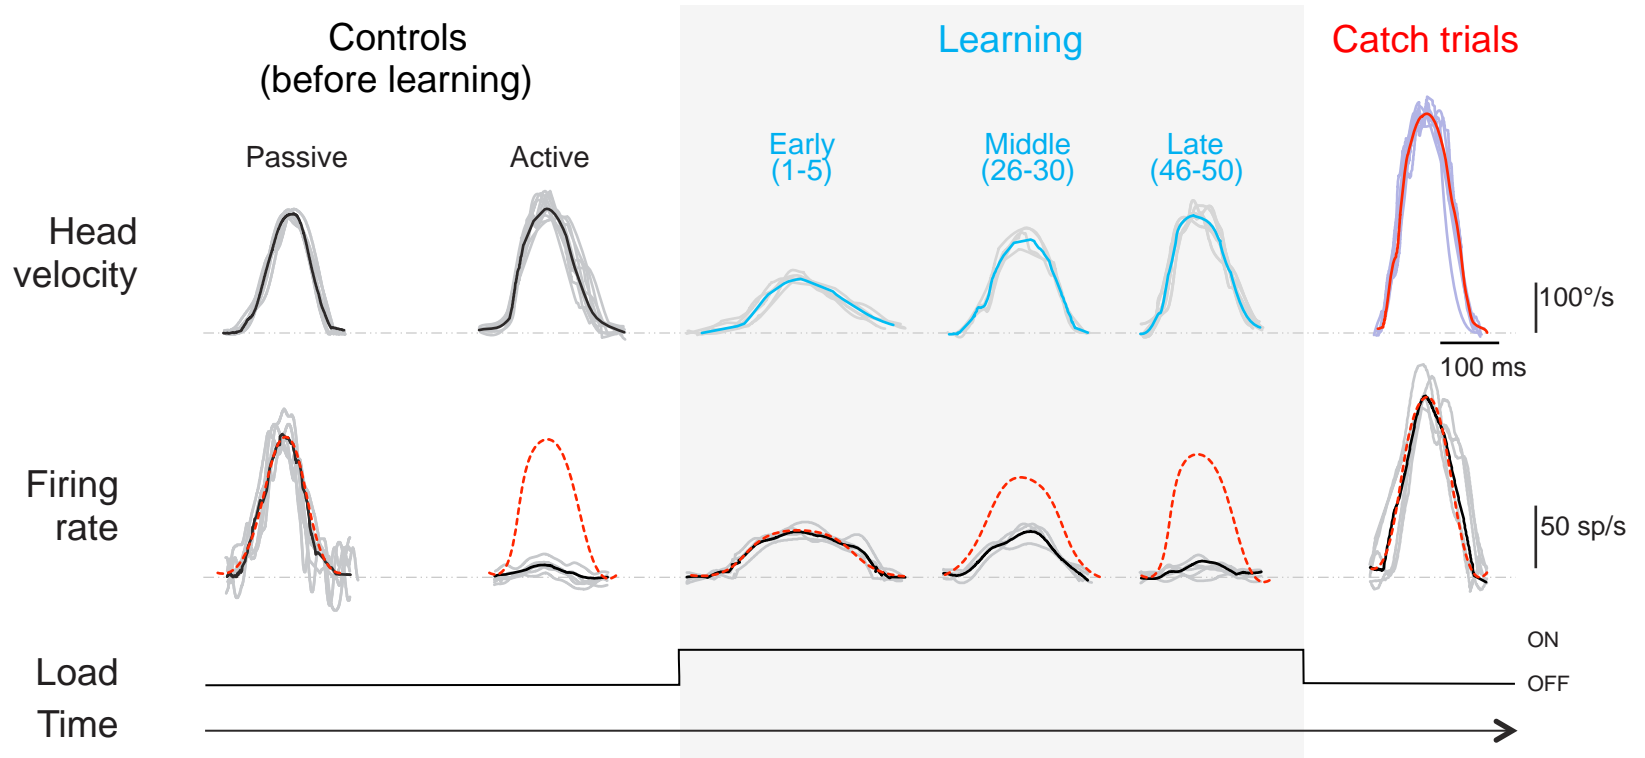 Controls
(before learning)
Learning
Catch trials
Passive
Active
Early
(1-5)
Middle
(26-30)
Late
(46-50)
Head
velocity
100°/s
100 ms
Firing
rate
50 sp/s
Load
ON
OFF
Time